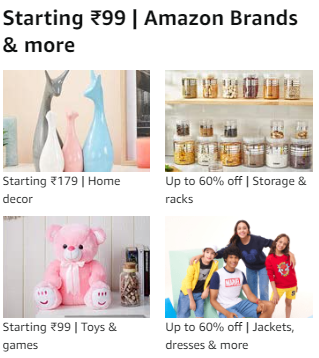 Starting ₹99 | Amazon Brands
& more
Starting ₹179 | Home
decor
Up to 60% off | Storage &
racks
MARVEL
Starting ₹99 | Toys &
games
Up to 60% off | Jackets,
dresses & more